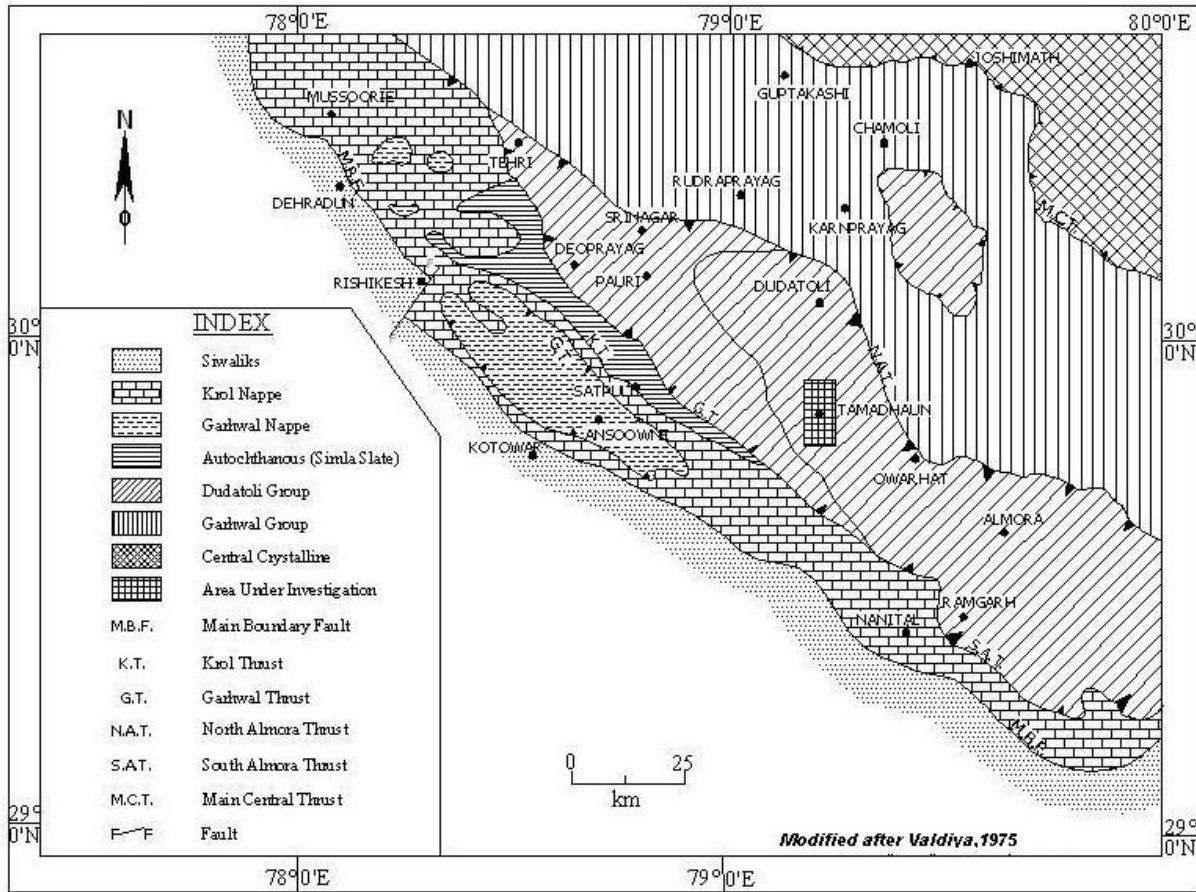 78°0'E
79°0'E
80°0'E
N
JOSHIMATH
GUPTAKASHI
MUSSOORIE
CHAMOLI
TEHRI
M.B.F.
DEHRADUN
RUDRAPRAYAG
M.C.T.
SRINAGAR
KARNPRAYAG
DEOPRAYAG
RISHIKESH
F
PAURI
DUDATOLI
30°
0'N
30°
0'N
K.T.
G.T.
N.A.T.
SATPULI
G.T.
TAMADHAUN
LANSOOWNE
KOTOWAR
OWARHAT
ALMORA
RAMGARH
NANITAL
S.A.T.
M.B.F.
INDEX
Siwaliks
Krol Nappe
Garhwal Nappe
Autochthanous (Simla Slate)
Dudatoli Group
Garhwal Group
Central Crystalline
Area Under Investigation
M.B.F. Main Boundary Fault
K.T. Krol Thrust
G.T. Garhwal Thrust
N.A.T. North Almora Thrust
S.A.T. South Almora Thrust
M.C.T. Main Central Thrust
F F Fault
0 25
km
29°
0'N
29°
0'N
Modified after Valdiya,1975
78°0'E
79°0'E